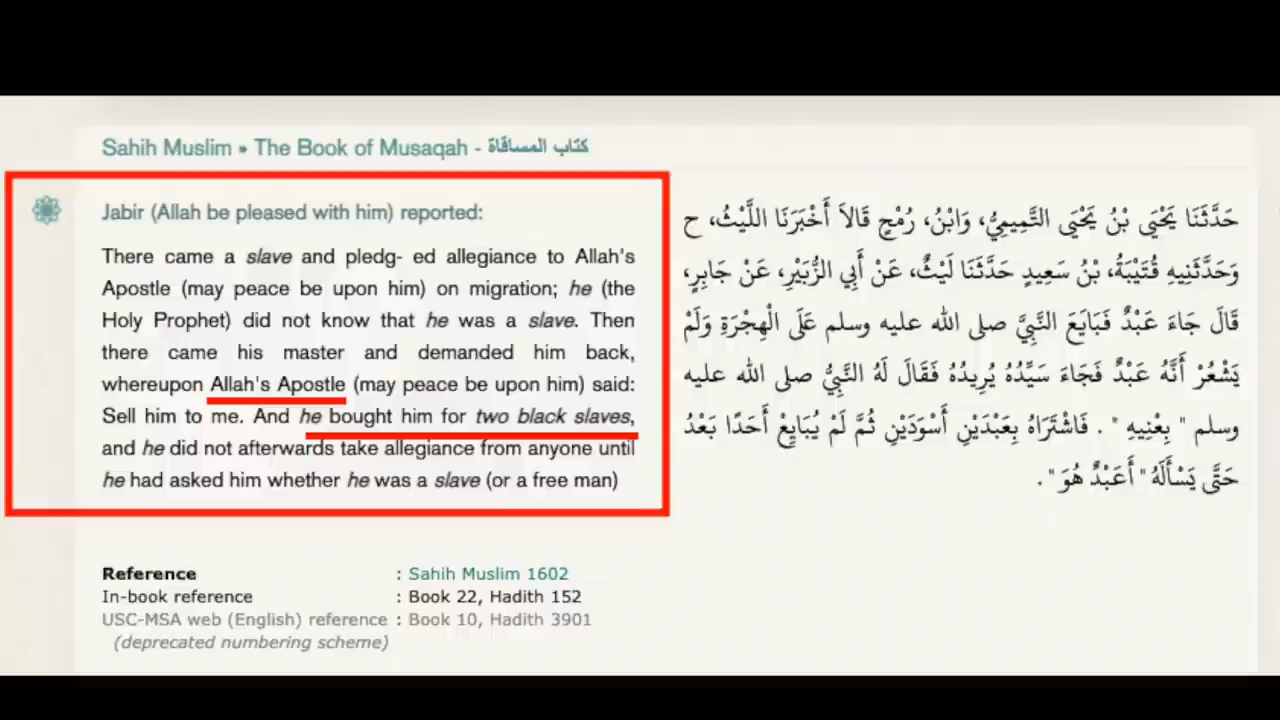 Sahih Muslim » The Book of Musaqah - كتاب المساقاة
Jabir (Allah be pleased with him) reported:
There came a slave and pledg- ed allegiance to Allah's
Apostle (may peace be upon him) on migration; he (the
Holy Prophet) did not know that he was a slave. Then
there came his master and demanded him back,
whereupon Allah's Apostle (may peace be upon him) said:
Sell him to me. And he bought him for two black slaves,
and he did not afterwards take allegiance from anyone until
he had asked him whether he was a slave (or a free man)
حَدَّثَنَا يَحْيَى بْنُ يَحْيَى التَّمِيمِيُّ، وَابْنُ، رُمْحٍ قَالاَ أَخْبَرَنَا اللَّيْثُ، ح
وَحَدَّثَنِيهِ قُتَيْبَةُ، بْنُ سَعِيدٍ حَدَّثَنَا لَيْثٌ، عَنْ أَبِي الزُّبَيْرِ، عَنْ جَابِرٍ،
قَالَ جَاءَ عَبْدٌ فَبَايَعَ النَّبِيَّ صلى الله عليه وسلم عَلَى الْهِجْرَةِ وَلَمْ
يَشْعُرْ أَنَّهُ عَبْدٌ فَجَاءَ سَيِّدُهُ يُرِيدُهُ فَقَالَ لَهُ النَّبِيُّ صلى الله عليه
وسلم " بِعْنِيهِ " . فَاشْتَرَاهُ بِعَبْدَيْنِ أَسْوَدَيْنِ ثُمَّ لَمْ يُبَايِعْ أَحَدًا بَعْدُ
حَتَّى يَسْأَلَهُ " أَعَبْدٌ هُوَ " .
Reference : Sahih Muslim 1602
In-book reference : Book 22, Hadith 152
USC-MSA web (English) reference : Book 10, Hadith 3901
(deprecated numbering scheme)